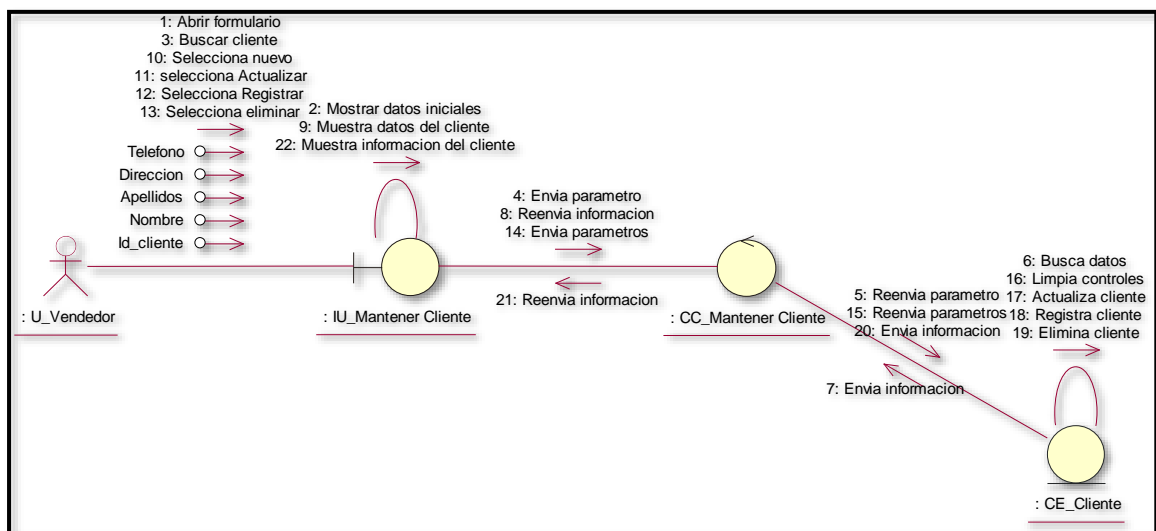 1: Abrir formulario
3: Buscar cliente
10: Selecciona nuevo
11: selecciona Actualizar
12: Selecciona Registrar
13: Selecciona eliminar
Telefono
Direccion
Apellidos
Nombre
Id_cliente
: U_Vendedor
2: Mostrar datos iniciales
9: Muestra datos del cliente
22: Muestra informacion del cliente
: IU_Mantener Cliente
4: Envia parametro
8: Reenvia informacion
14: Envia parametros
21: Reenvia informacion
: CC_Mantener Cliente
5: Reenvia parametro
15: Reenvia parametros
20: Envia informacion
7: Envia informacion
6: Busca datos
16: Limpia controles
17: Actualiza cliente
18: Registra cliente
19: Elimina cliente
: CE_Cliente